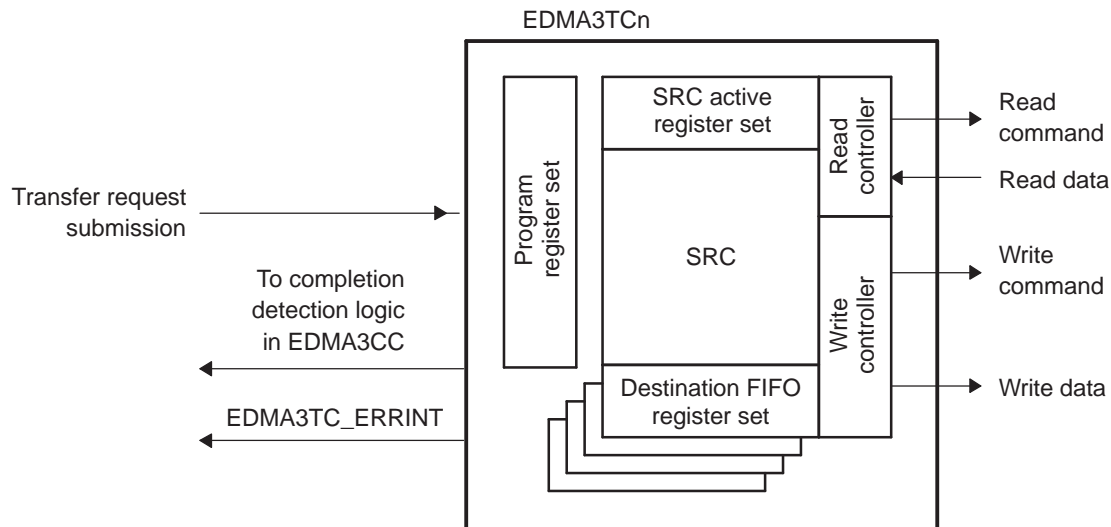 EDMA3TCn
SRC active
register set
Read
controller
Read
command
Read data
Transfer request
submission
Program
register set
SRC
Write
controller
Write
command
To completion
detection logic
in EDMA3CC
Write data
Destination FIFO
register set
EDMA3TC_ERRINT